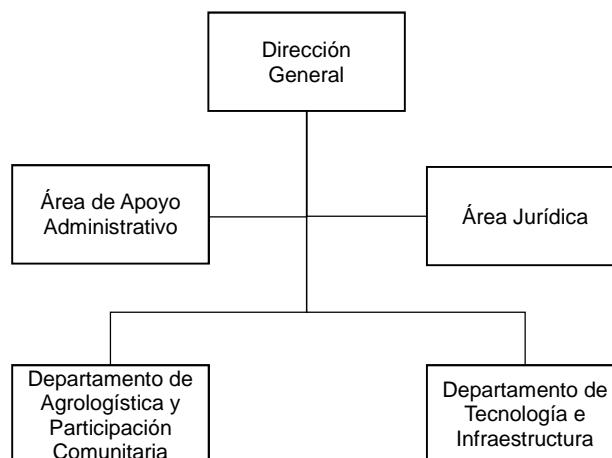 Dirección
General
Área de Apoyo
Administrativo
Área Jurídica
Departamento de
Agrologística y
Participación
Comunitaria
Departamento de
Tecnología e
Infraestructura